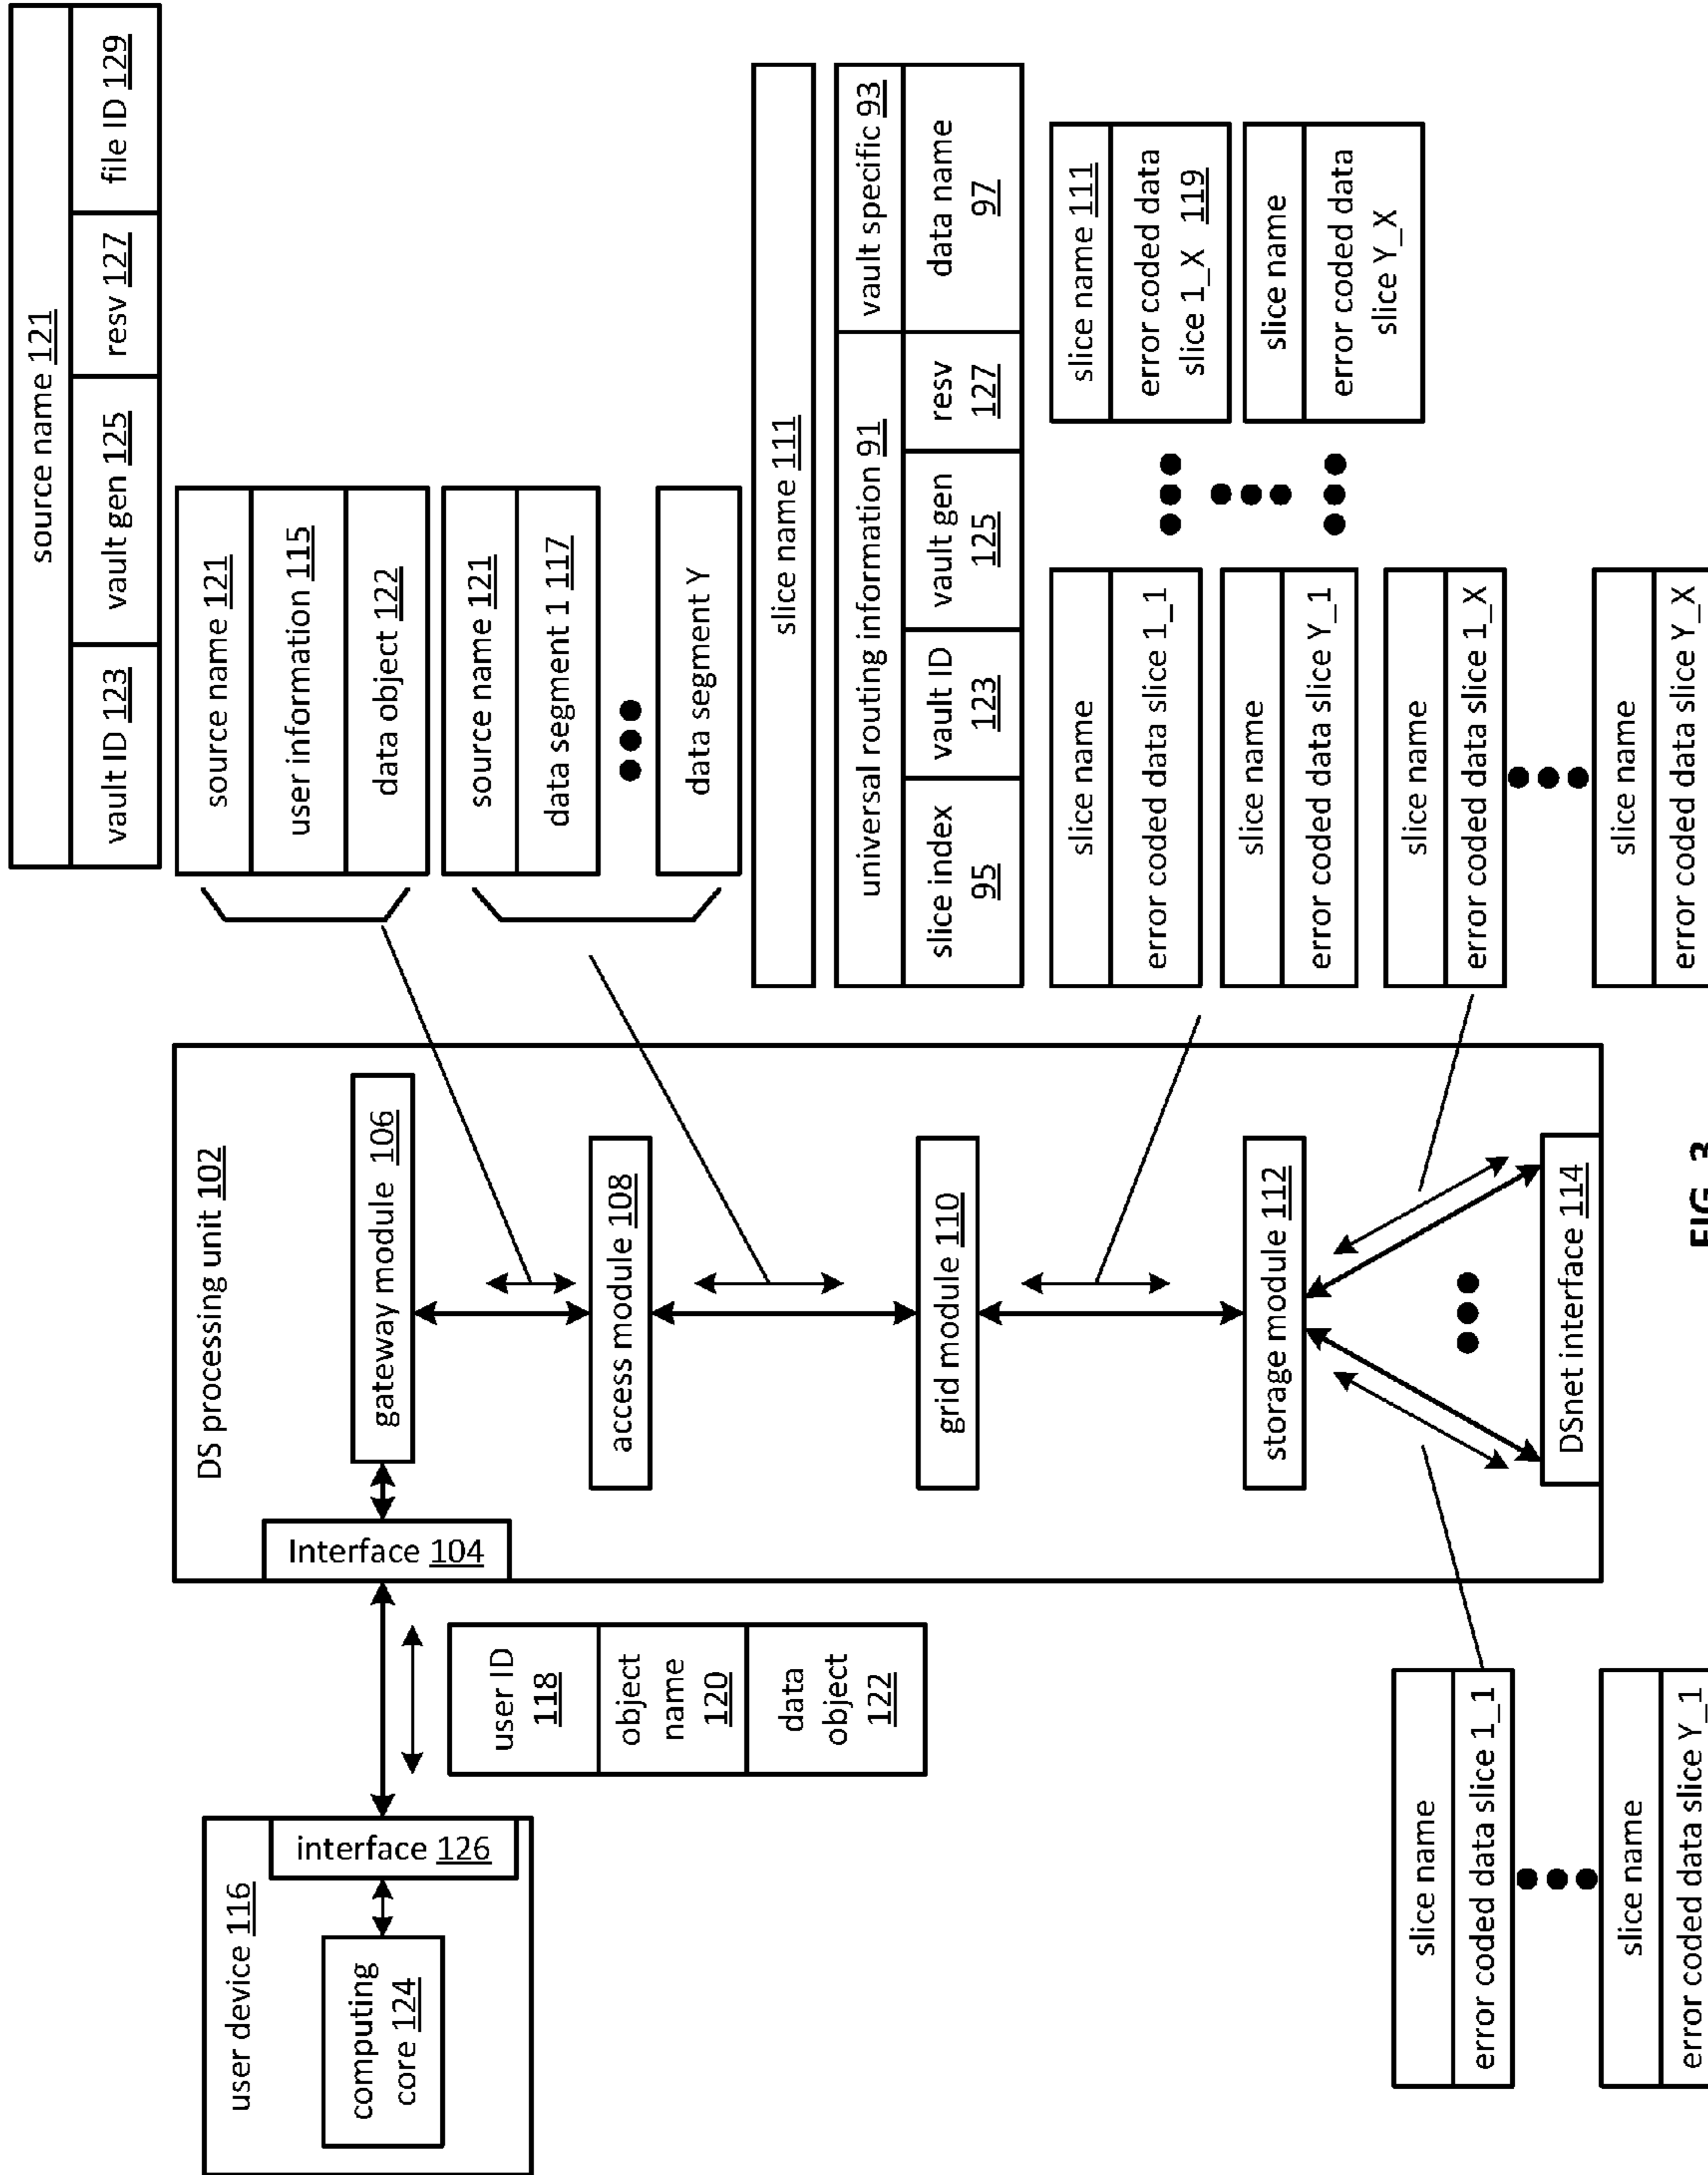 user device 116
computing
core 124
interface 126
user ID
118
object
name
120
data
object
122
DS processing unit 102
Interface 104
gateway module 106
access module 108
grid module 110
storage module 112
DSnet interface 114
source name 121
vault ID 123
vault gen 125
resv 127
file ID 129
source name 121
user information 115
data object 122
source name 121
data segment 1 117
data segment Y
slice name 111
universal routing information 91
vault specific 93
slice index
95
vault ID
123
vault gen
125
resv
127
data name
97
slice name
error coded data slice 1_1
slice name 111
error coded data
slice 1_X 119
slice name
error coded data slice Y_1
slice name
error coded data
slice Y_X
slice name
error coded data slice 1_1
slice name
error coded data slice Y_1
slice name
error coded data slice 1_X
slice name
error coded data slice Y_X
FIG. 3